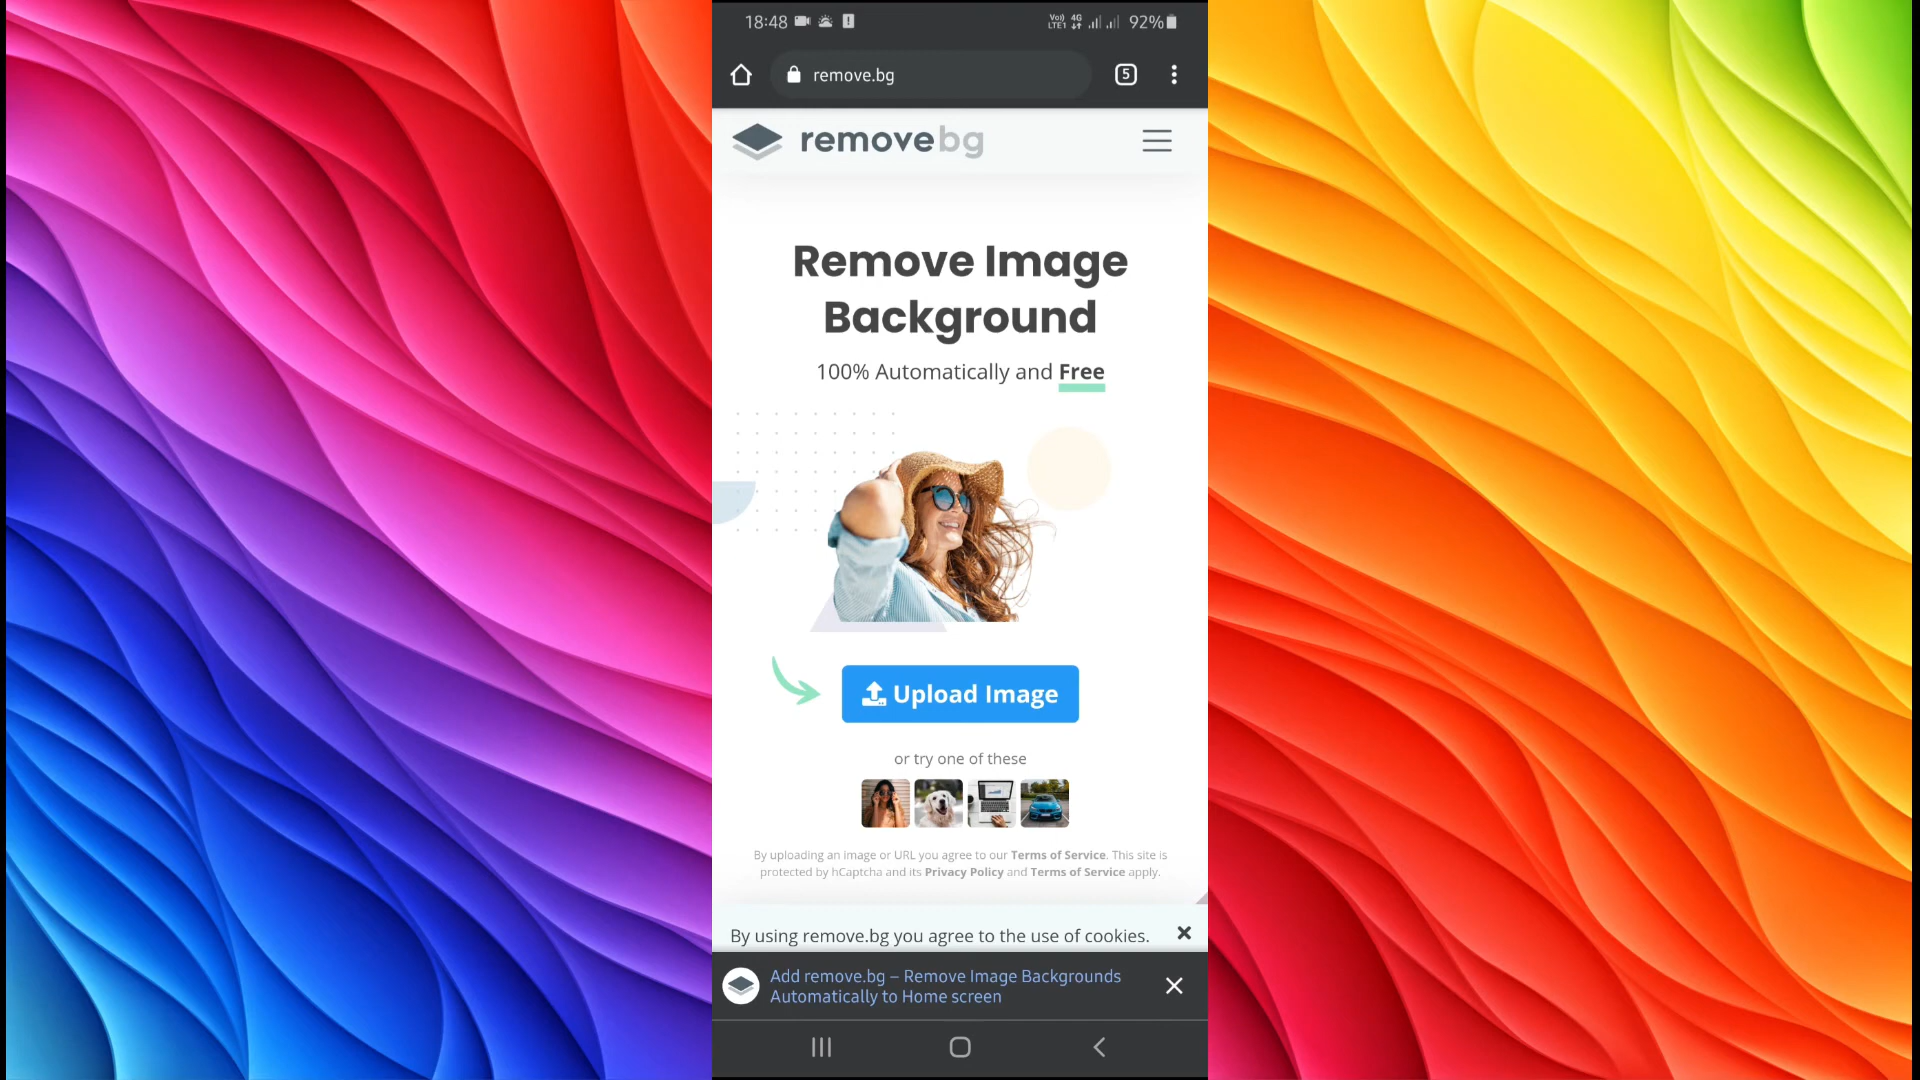 18:48
Vo)) LTE1 4G 92%
remove.bg
5
removebg
Remove Image
Background
100% Automatically and Free
Upload Image
or try one of these
By uploading an image or URL you agree to our Terms of Service. This site is
protected by hCaptcha and its Privacy Policy and Terms of Service apply.
By using remove.bg you agree to the use of cookies.
Add remove.bg – Remove Image Backgrounds
Automatically to Home screen